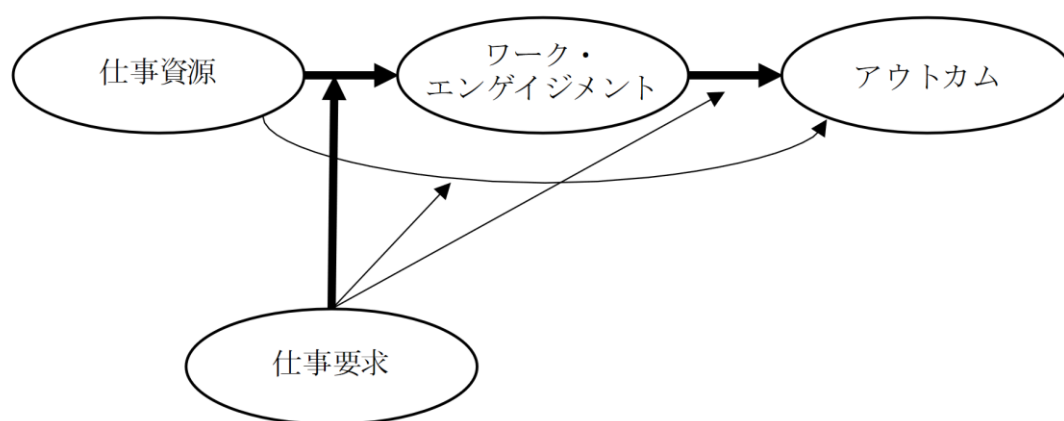 仕事資源
ワーク・
エンゲイジメント
アウトカム
仕事要求